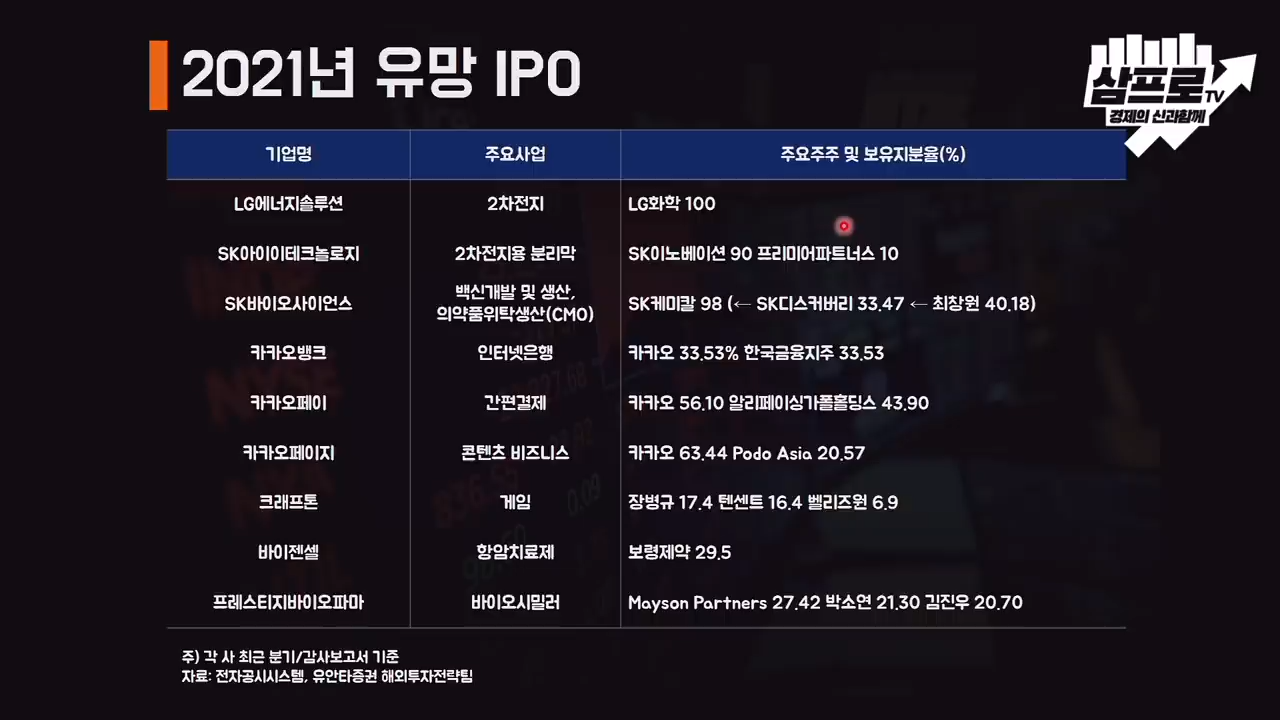 2021년 유망 IPO
삼프로TV
경제의 신과함께
기업명 주요사업 주요주주 및 보유지분율(%)
LG에너지솔루션 2차전지 LG화학 100
SK아이이테크놀로지 2차전지용 분리막 SK이노베이션 90 프리미어파트너스 10
SK바이오사이언스 백신개발 및 생산, 의약품위탁생산(CMO) SK케미칼 98 (← SK디스커버리 33.47 ← 최창원 40.18)
카카오뱅크 인터넷은행 카카오 33.53% 한국금융지주 33.53
카카오페이 간편결제 카카오 56.10 알리페이싱가폴홀딩스 43.90
카카오페이지 콘텐츠 비즈니스 카카오 63.44 Podo Asia 20.57
크래프톤 게임 장병규 17.4 텐센트 16.4 벨리즈원 6.9
바이젠셀 항암치료제 보령제약 29.5
프레스티지바이오파마 바이오시밀러 Mayson Partners 27.42 박소연 21.30 김진우 20.70
주) 각 사 최근 분기/감사보고서 기준
자료: 전자공시시스템, 유안타증권 해외투자전략팀